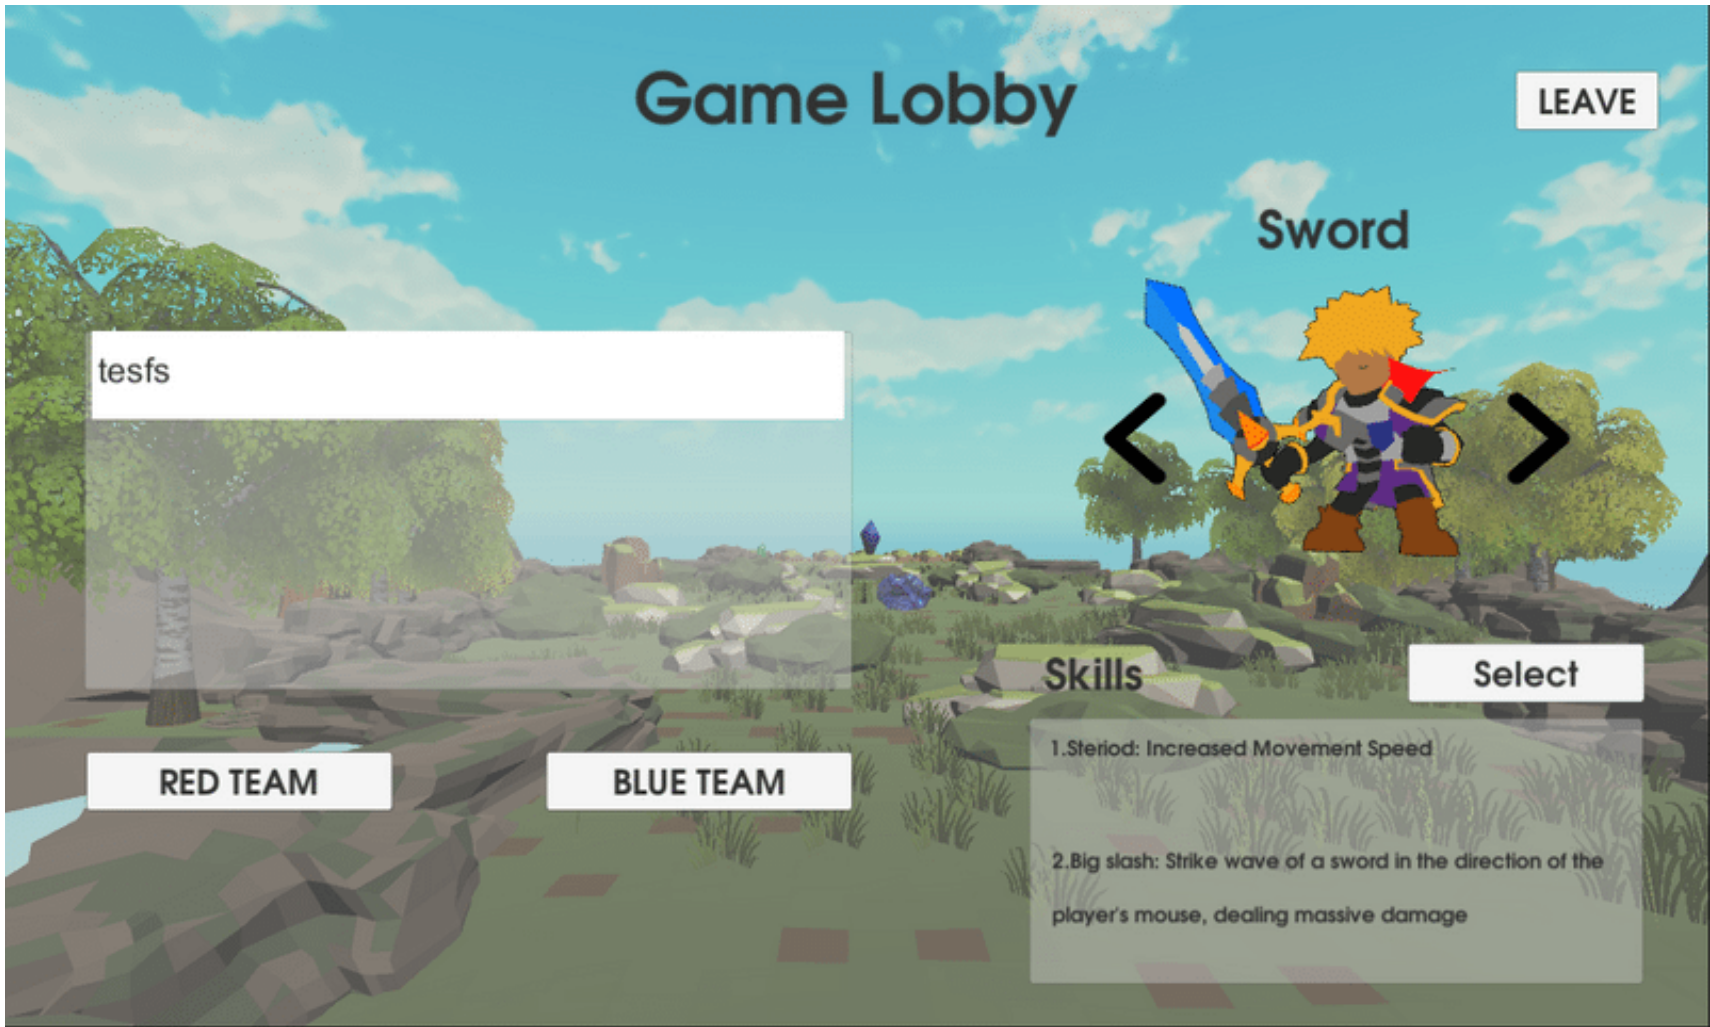 Game Lobby
LEAVE
Sword
tesfs
Skills
Select
RED TEAM
BLUE TEAM
1.Steriod: Increased Movement Speed
2.Big slash: Strike wave of a sword in the direction of the
player's mouse, dealing massive damage